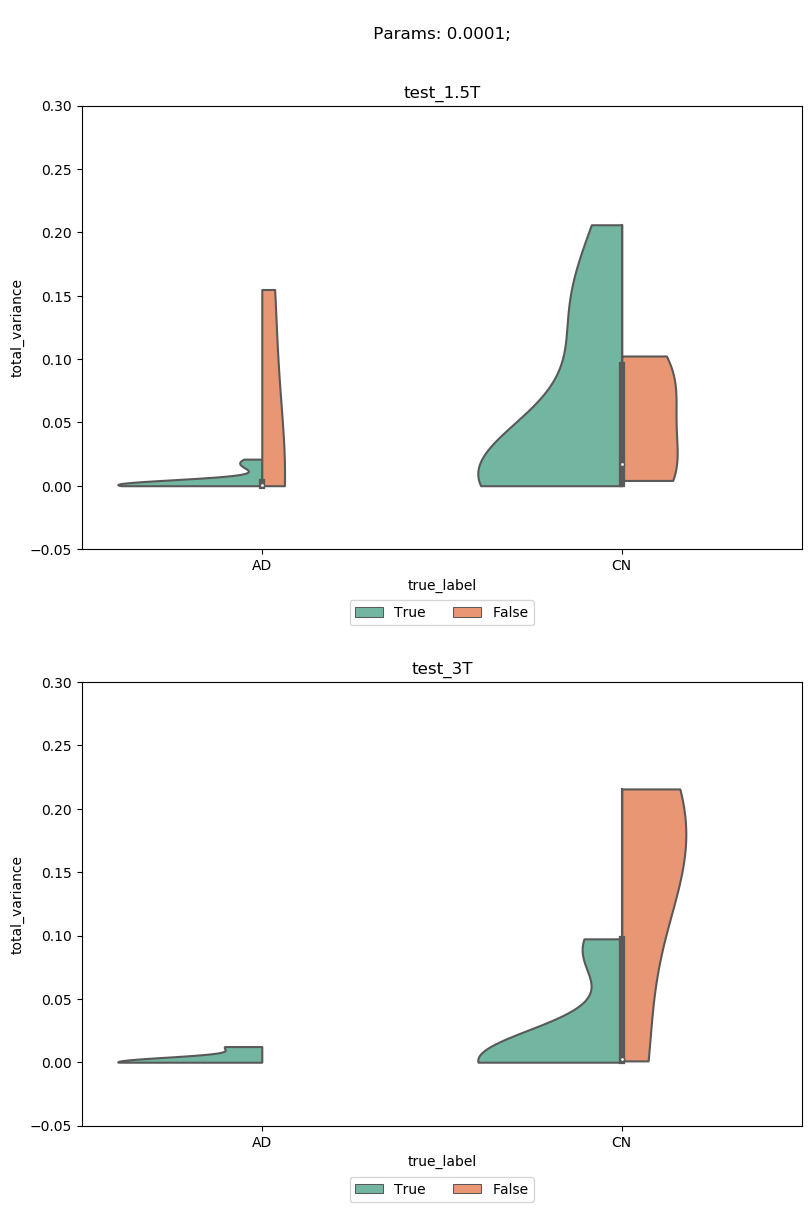 Params: 0.0001;
test_1.5T
0.30
0.25
0.20
0.15
0.10
0.05
0.00
−0.05
total_variance
AD CN
true_label
True False
test_3T
0.30
0.25
0.20
0.15
0.10
0.05
0.00
−0.05
total_variance
AD CN
true_label
True False